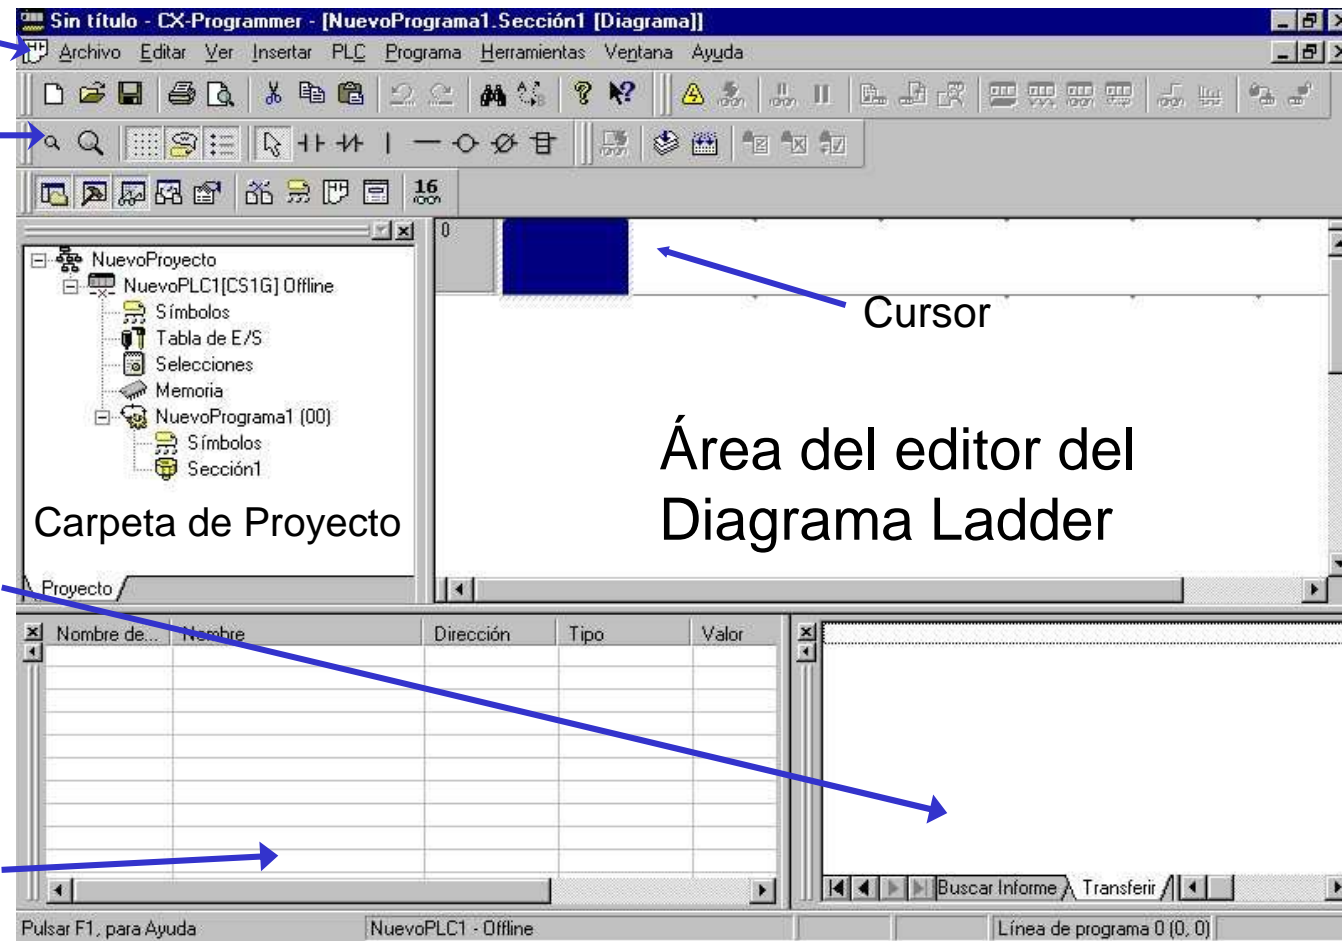 Sin título - CX-Programmer - [NuevoPrograma1.Sección1 [Diagrama]]
Archivo Editar Ver Insertar PLC Programa Herramientas Ventana Ayuda
16
0
NuevoProyecto
NuevoPLC1[CS1G] Offline
Símbolos
Tabla de E/S
Selecciones
Memoria
NuevoPrograma1 (00)
Símbolos
Sección1
Carpeta de Proyecto
Proyecto
Cursor
Área del editor del
Diagrama Ladder
Nombre de... Nombre Dirección Tipo Valor
Buscar Informe Transferir
Pulsar F1, para Ayuda NuevoPLC1 - Offline Línea de programa 0 (0, 0)